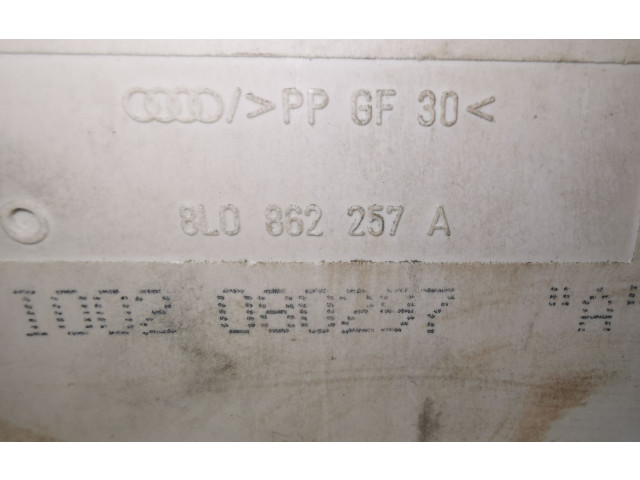 />PP GF 30<
8L0 862 257 A
1002 080297 "A"